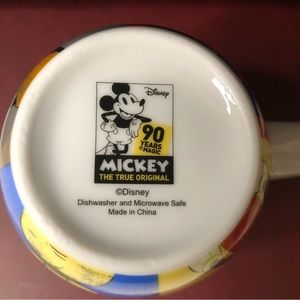 Disney
90
YEARS
OF MAGIC
MICKEY
THE TRUE ORIGINAL
©Disney
Dishwasher and Microwave Safe
Made in China